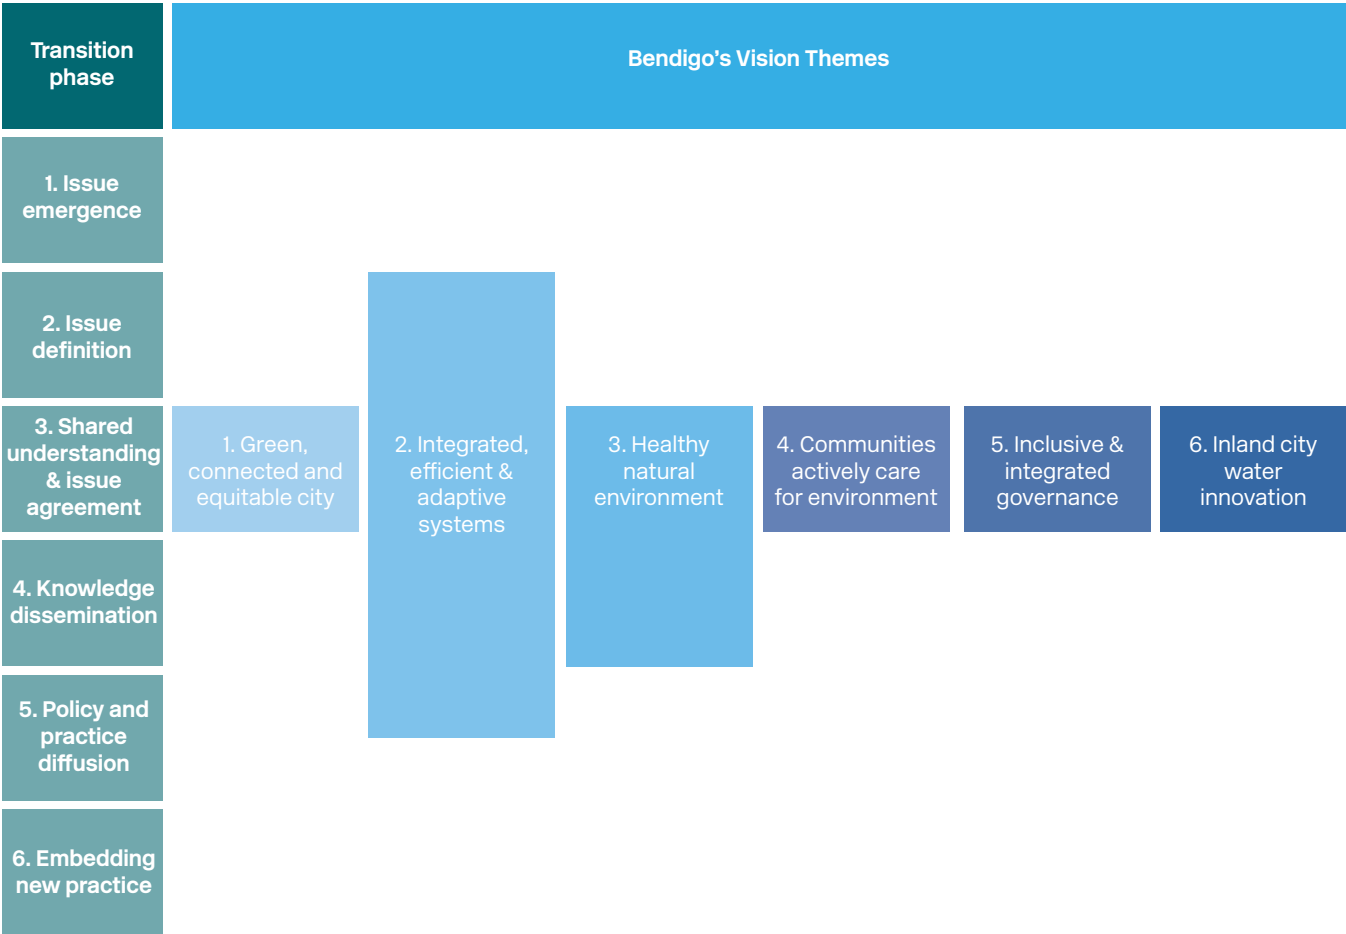 Transition
phase
Bendigo’s Vision Themes
1. Issue
emergence
2. Issue
definition
3. Shared
understanding
& issue
agreement
1. Green,
connected and
equitable city
2. Integrated,
efficient &
adaptive
systems
3. Healthy
natural
environment
4. Communities
actively care
for environment
5. Inclusive &
integrated
governance
6. Inland city
water
innovation
4. Knowledge
dissemination
5. Policy and
practice
diffusion
6. Embedding
new practice